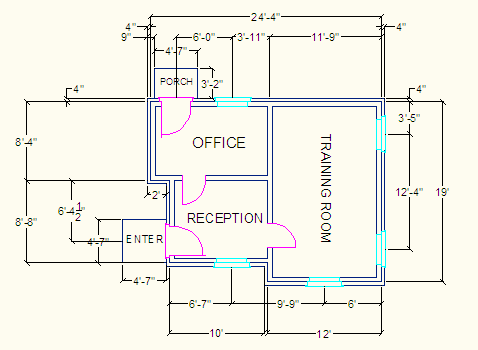 24'-4"
4" 4"
9" 6'-0" 3'-11" 11'-9"
4'-7"
PORCH 3'-2"
4" 4"
3'-5"
8'-4" OFFICE
TRAINING ROOM
2' 12'-4" 19'
6'-4 1/2" RECEPTION
8'-8" 4'-7" ENTER
4'-7"
6'-7" 9'-9" 6'
10' 12'